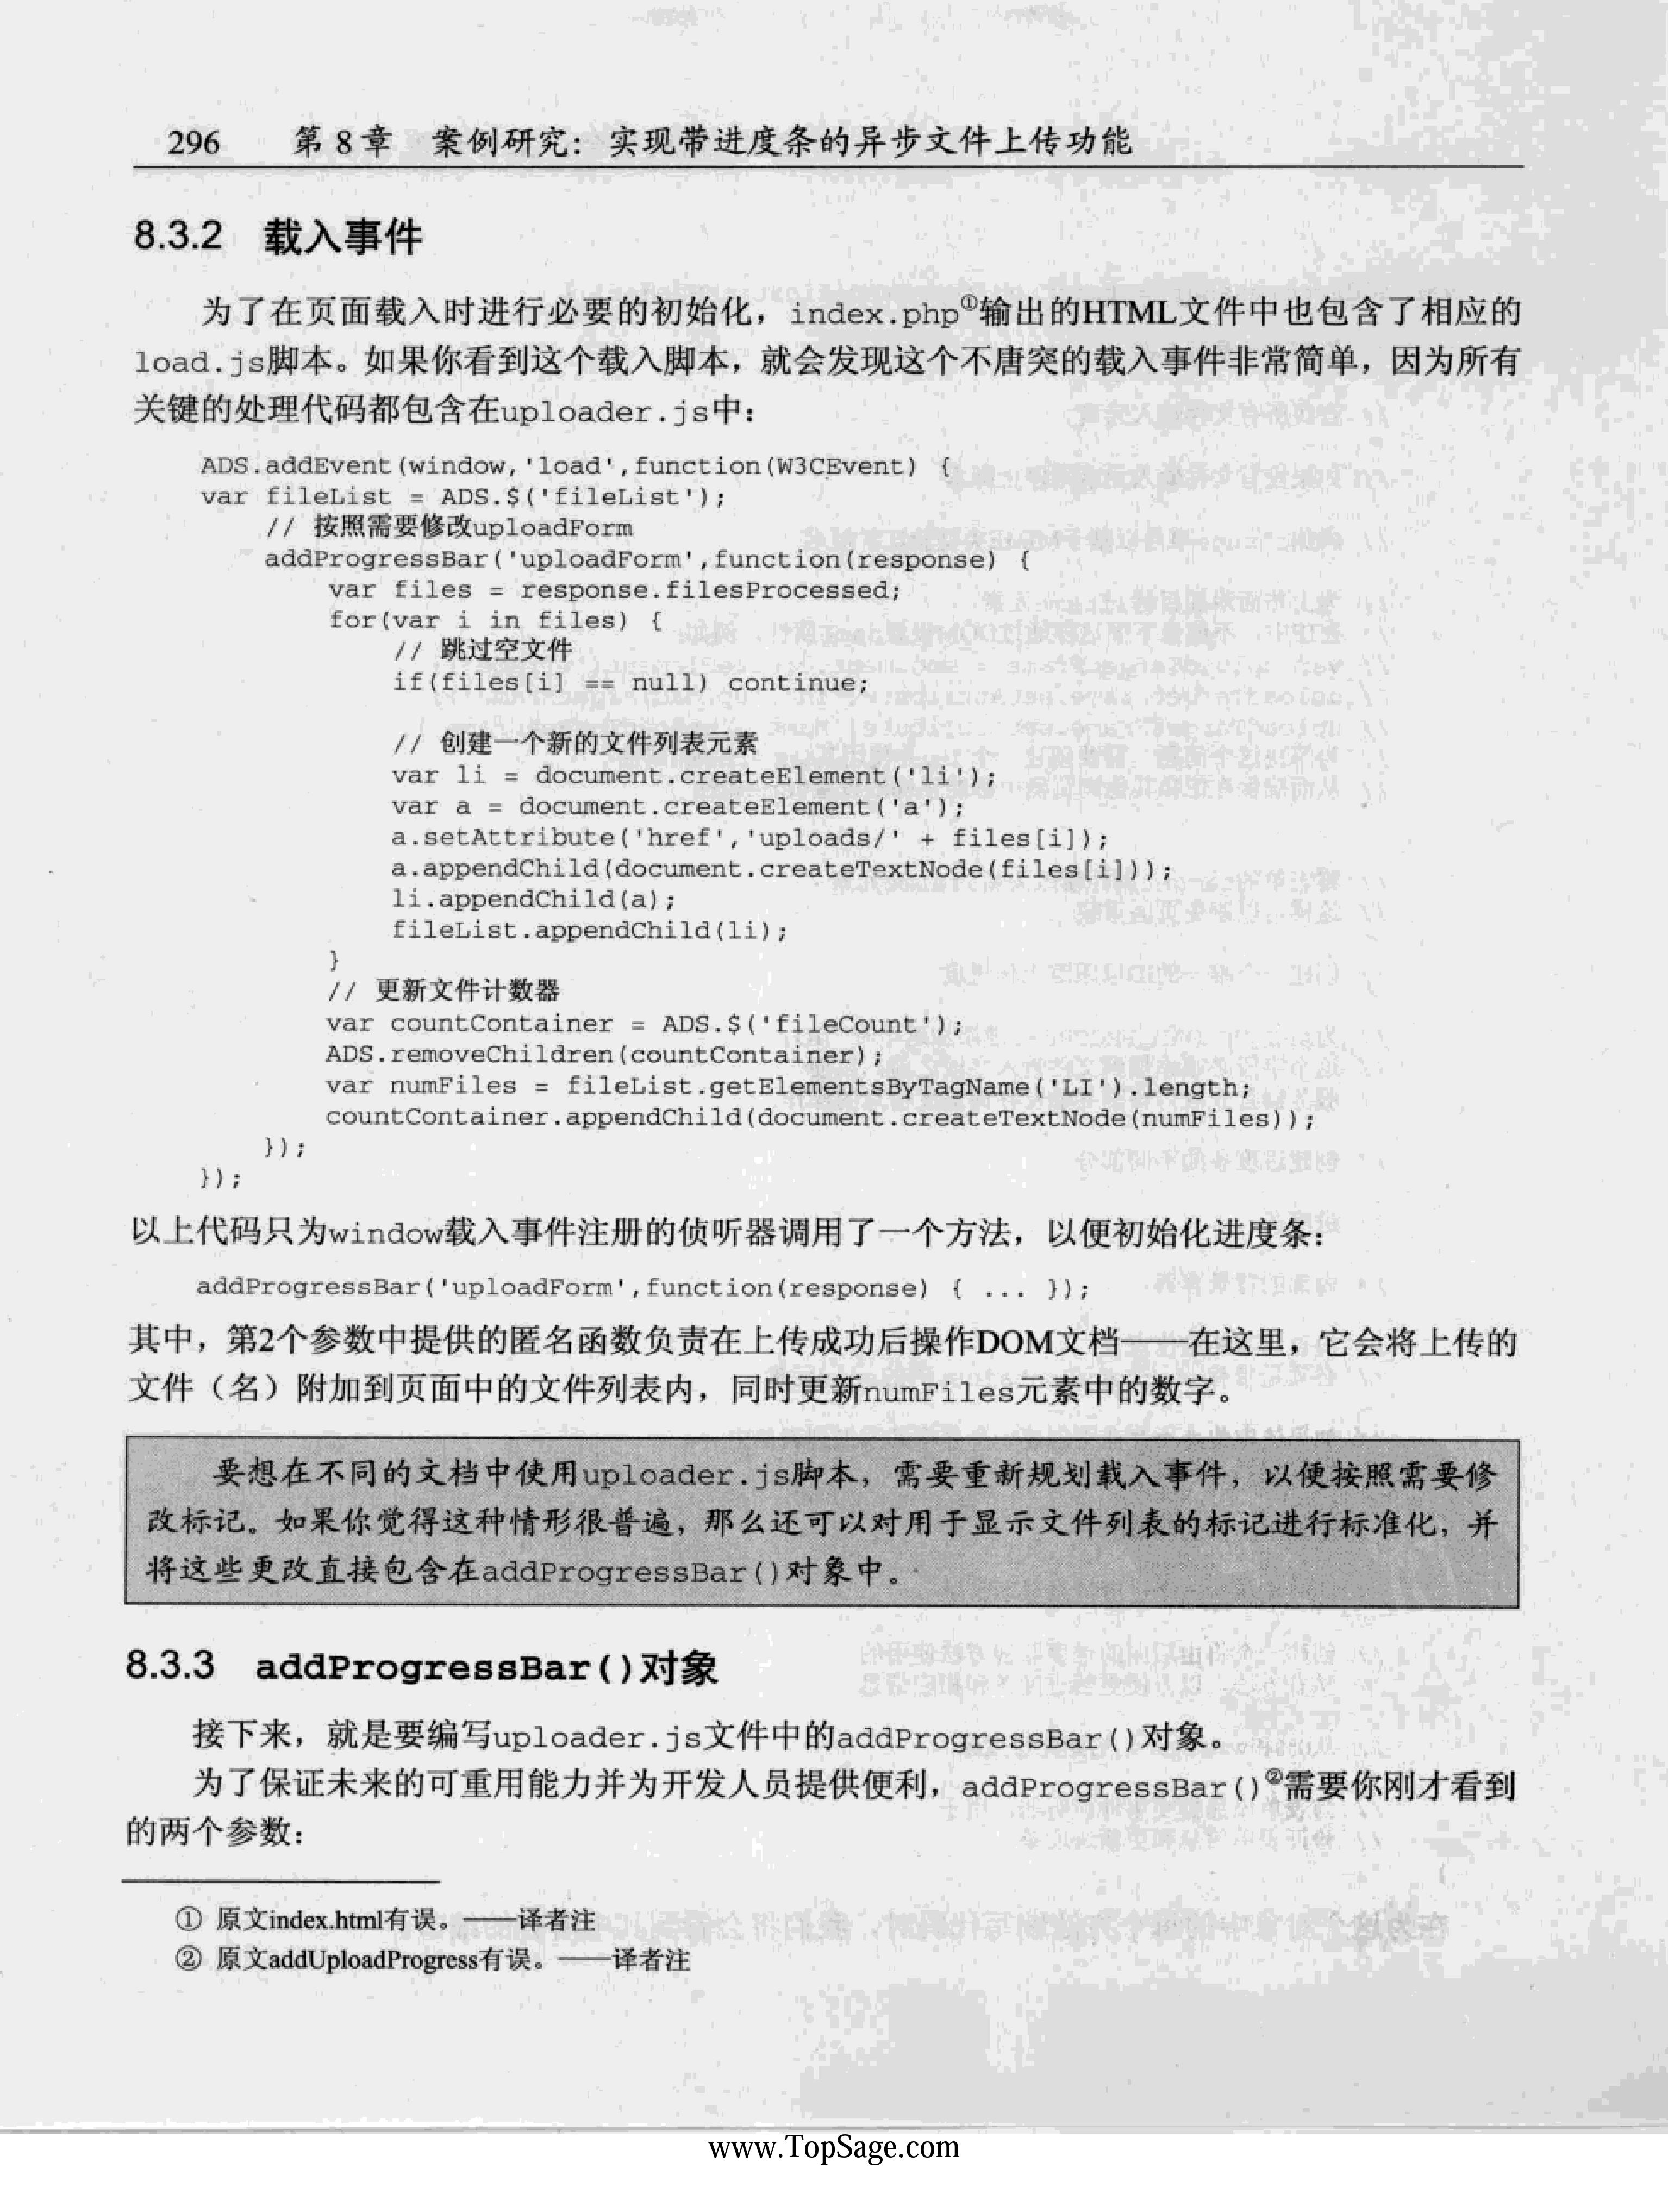 296 第 8 章 案例研究：实现带进度条的异步文件上传功能
8.3.2 载入事件
为了在页面载入时进行必要的初始化，index.php①输出的HTML文件中也包含了相应的
load.js脚本。如果你看到这个载入脚本，就会发现这个不唐突的载入事件非常简单，因为所有
关键的处理代码都包含在uploader.js中：
ADS.addEvent(window,'load',function(W3CEvent) {
var fileList = ADS.$('fileList');
// 按照需要修改uploadForm
addProgressBar('uploadForm',function(response) {
var files = response.filesProcessed;
for(var i in files) {
// 跳过空文件
if(files[i] == null) continue;
// 创建一个新的文件列表元素
var li = document.createElement('li');
var a = document.createElement('a');
a.setAttribute('href','uploads/' + files[i]);
a.appendChild(document.createTextNode(files[i]));
li.appendChild(a);
fileList.appendChild(li);
}
// 更新文件计数器
var countContainer = ADS.$('fileCount');
ADS.removeChildren(countContainer);
var numFiles = fileList.getElementsByTagName('LI').length;
countContainer.appendChild(document.createTextNode(numFiles));
});
});
以上代码只为window载入事件注册的侦听器调用了一个方法，以便初始化进度条：
addProgressBar('uploadForm',function(response) { ... });
其中，第2个参数中提供的匿名函数负责在上传成功后操作DOM文档——在这里，它会将上传的
文件（名）附加到页面中的文件列表内，同时更新numFiles元素中的数字。
要想在不同的文档中使用uploader.js脚本，需要重新规划载入事件，以便按照需要修
改标记。如果你觉得这种情形很普遍，那么还可以对用于显示文件列表的标记进行标准化，并
将这些更改直接包含在addProgressBar()对象中。
8.3.3 addProgressBar()对象
接下来，就是要编写uploader.js文件中的addProgressBar()对象。
为了保证未来的可重用能力并为开发人员提供便利，addProgressBar()②需要你刚才看到
的两个参数：
① 原文index.html有误。——译者注
② 原文addUploadProgress有误。——译者注
www.TopSage.com